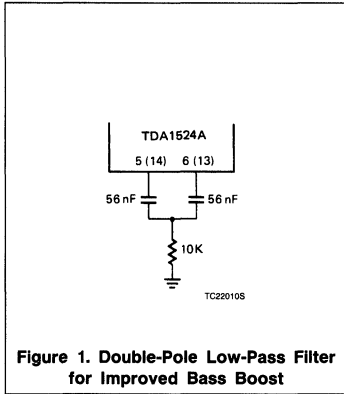 TDA1524A
5 (14) 6 (13)
56 nF 56 nF
10K
TC22010S
Figure 1. Double-Pole Low-Pass Filter
for Improved Bass Boost